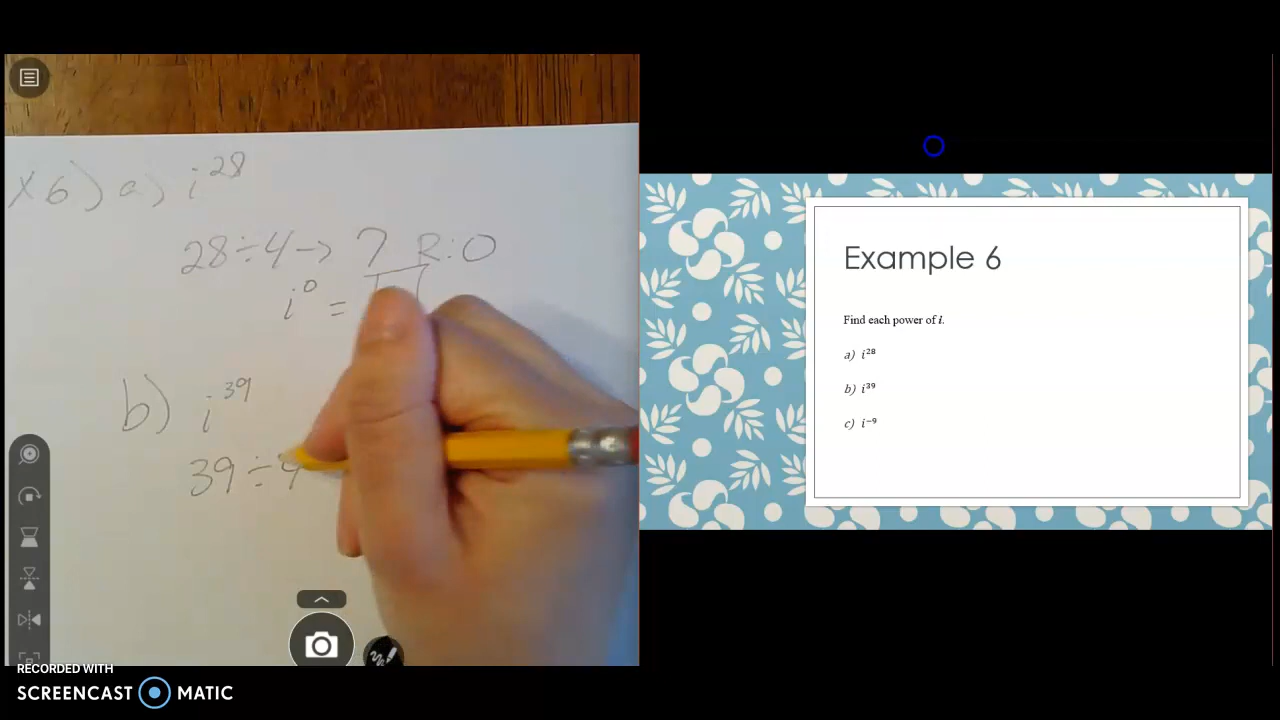 X6) a) i²⁸
28÷4→ 7 R:0
i⁰ =
b) i³⁹
39÷4
RECORDED WITH
SCREENCAST MATIC
Example 6
Find each power of i.
a) i²⁸
b) i³⁹
c) i⁻⁹